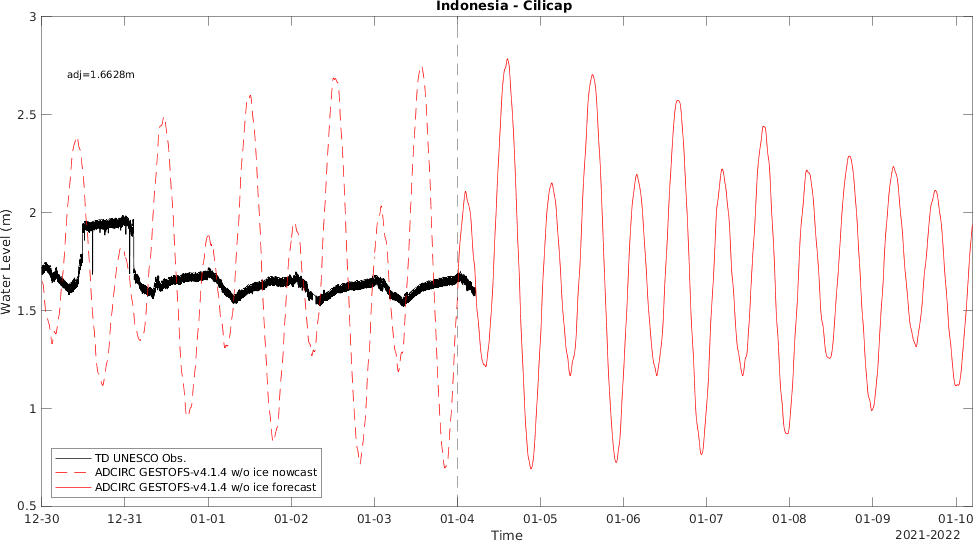 Indonesia - Cilicap
3
adj=1.6628m
2.5
2
Water Level (m)
1.5
1
TD UNESCO Obs.
ADCIRC GESTOFS-v4.1.4 w/o ice nowcast
ADCIRC GESTOFS-v4.1.4 w/o ice forecast
0.5
12-30 12-31 01-01 01-02 01-03 01-04 01-05 01-06 01-07 01-08 01-09 01-10
Time
2021-2022